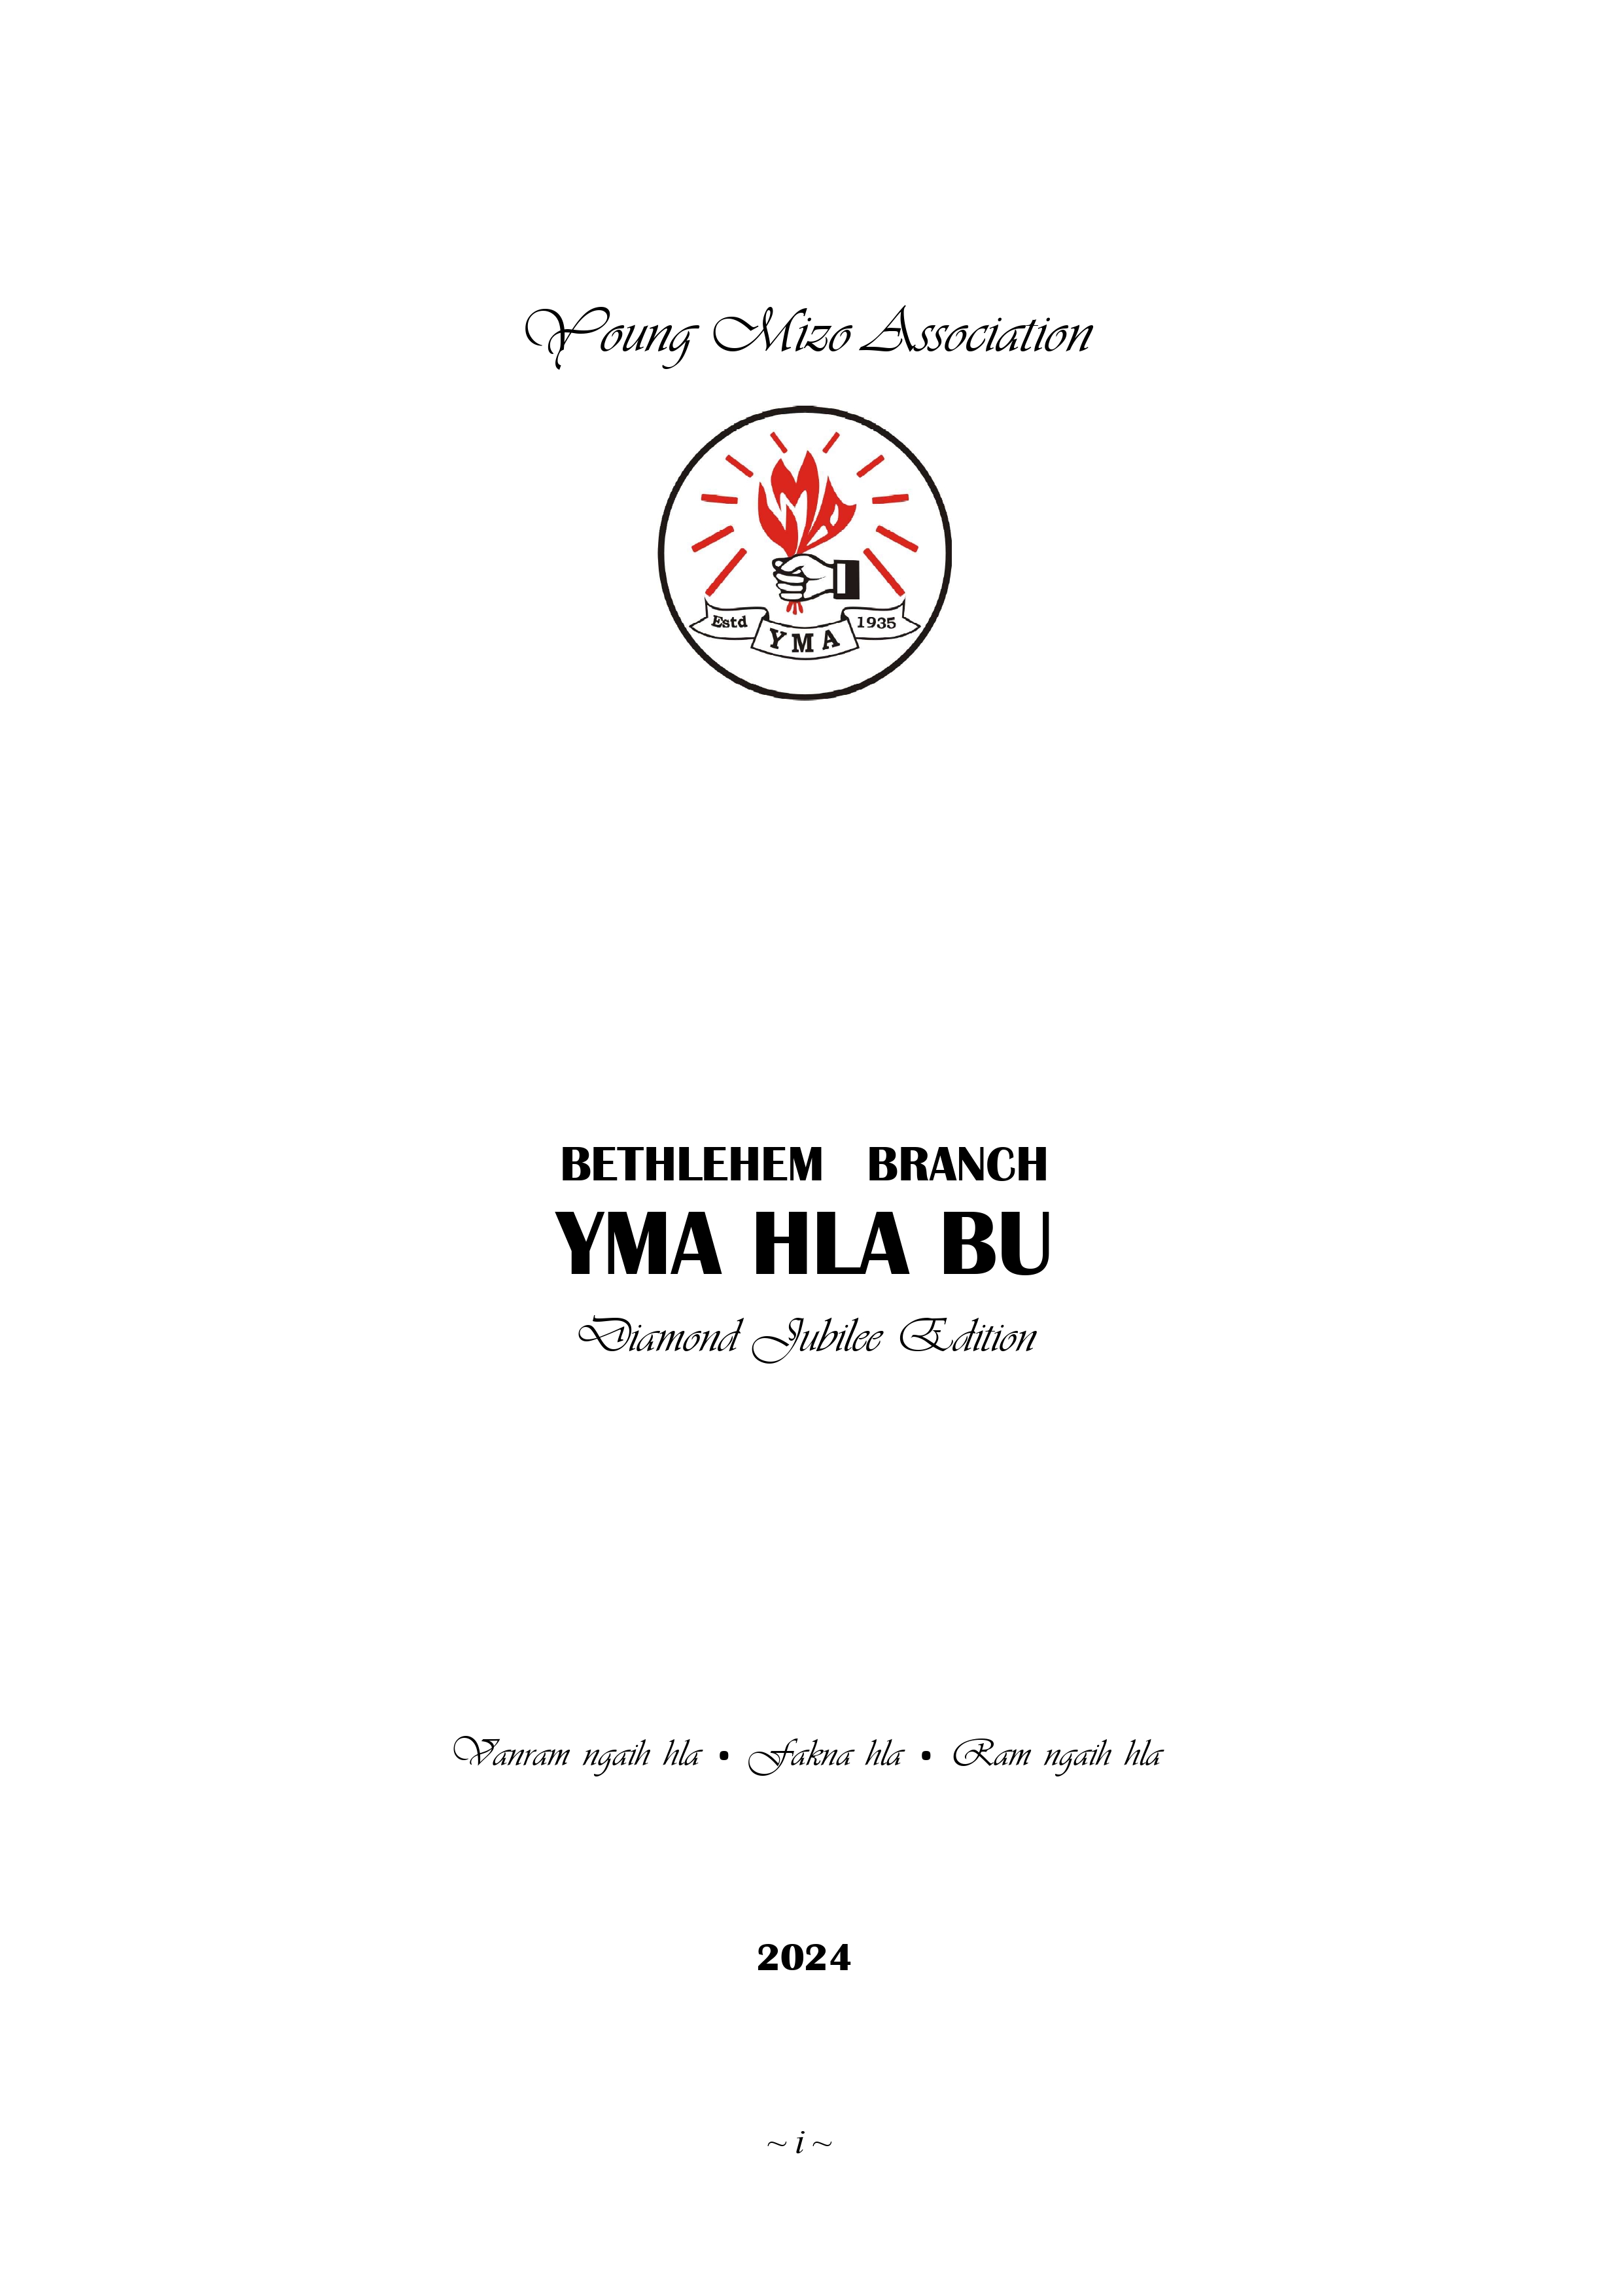 Young Mizo Association
Estd YMA 1935
BETHLEHEM BRANCH
YMA HLA BU
Diamond Jubilee Edition
Vanram ngaih hla • Fakna hla • Ram ngaih hla
2024
~ i ~